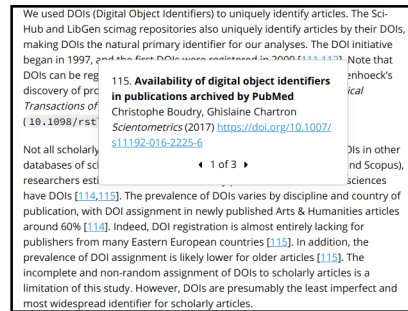 We used DOIs (Digital Object Identifiers) to uniquely identify articles. The Sci-
Hub and LibGen scimag repositories also uniquely identify articles by their DOIs,
making DOIs the natural primary identifier for our analyses. The DOI initiative
began in 1997, and the first DOIs were registered in 2000 [111,112]. Note that
DOIs can be reg
enhoeck's
discovery of pro
ical
Transactions of
(10.1098/rst
115. Availability of digital object identifiers
in publications archived by PubMed
Christophe Boudry, Ghislaine Chartron
Scientometrics (2017) https://doi.org/10.1007/
s11192-016-2225-6
1 of 3
Not all scholarly
OIs in other
databases of sch
nd Scopus),
researchers esti
sciences
have DOIs [114,115]. The prevalence of DOIs varies by discipline and country of
publication, with DOI assignment in newly published Arts & Humanities articles
around 60% [114]. Indeed, DOI registration is almost entirely lacking for
publishers from many Eastern European countries [115]. In addition, the
prevalence of DOI assignment is likely lower for older articles [115]. The
incomplete and non-random assignment of DOIs to scholarly articles is a
limitation of this study. However, DOIs are presumably the least imperfect and
most widespread identifier for scholarly articles.